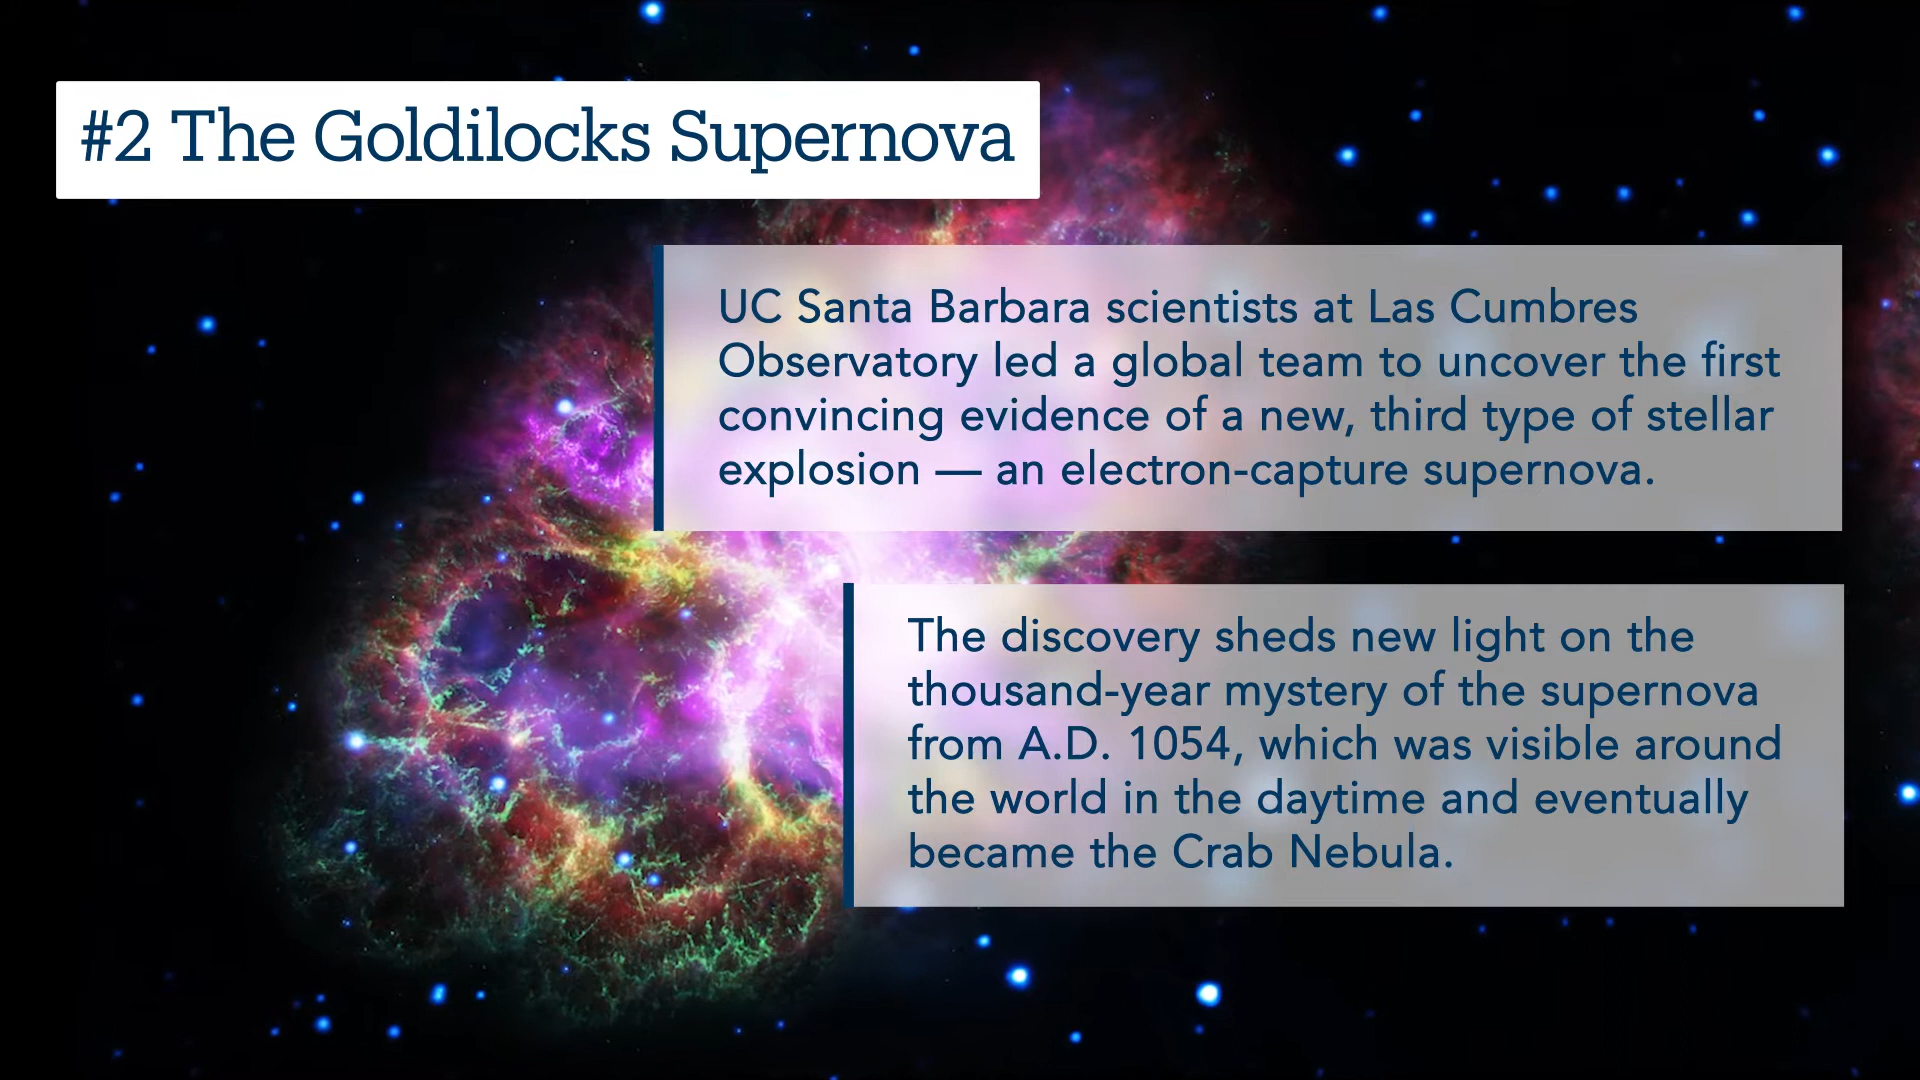 #2 The Goldilocks Supernova
UC Santa Barbara scientists at Las Cumbres
Observatory led a global team to uncover the first
convincing evidence of a new, third type of stellar
explosion — an electron-capture supernova.
The discovery sheds new light on the
thousand-year mystery of the supernova
from A.D. 1054, which was visible around
the world in the daytime and eventually
became the Crab Nebula.